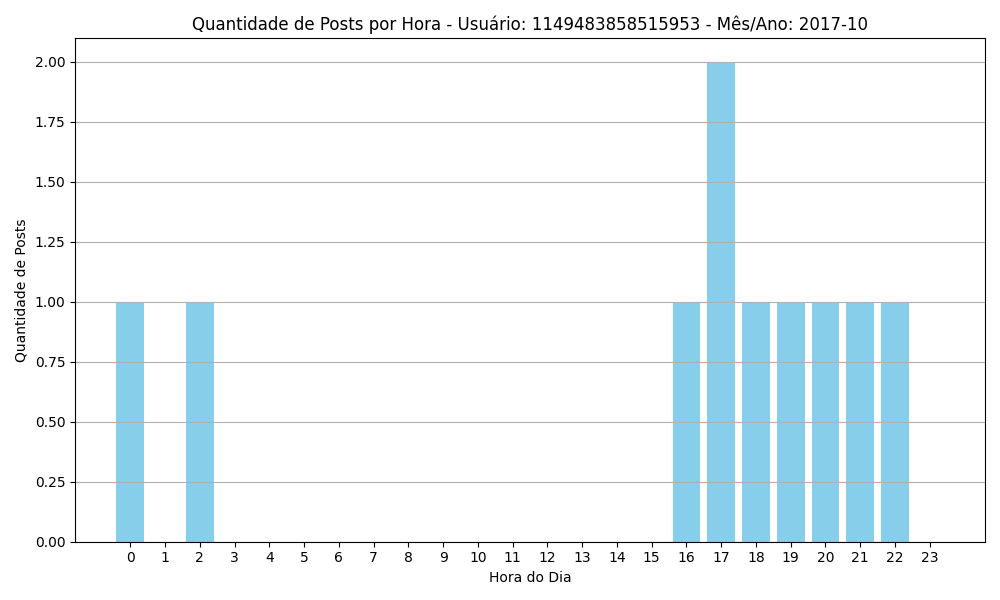 Quantidade de Posts por Hora - Usuário: 1149483858515953 - Mês/Ano: 2017-10
Quantidade de Posts
2.00
1.75
1.50
1.25
1.00
0.75
0.50
0.25
0.00
0 1 2 3 4 5 6 7 8 9 10 11 12 13 14 15 16 17 18 19 20 21 22 23
Hora do Dia